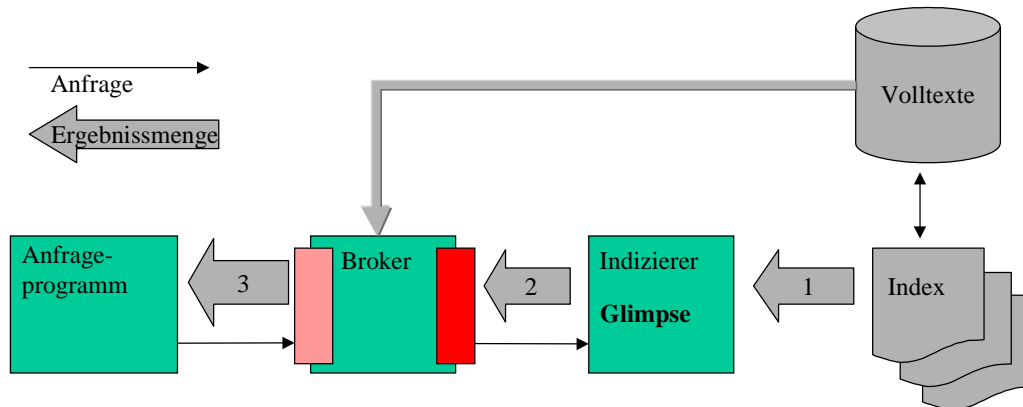 Anfrage
Ergebnissmenge
Volltexte
Anfrage-
programm
3
Broker
2
Indizierer
Glimpse
1
Index